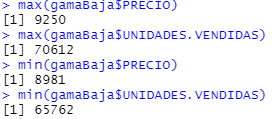 > max(gamaBaja$PRECIO)
[1] 9250
> max(gamaBaja$UNIDADES.VENDIDAS)
[1] 70612
> min(gamaBaja$PRECIO)
[1] 8981
> min(gamaBaja$UNIDADES.VENDIDAS)
[1] 65762